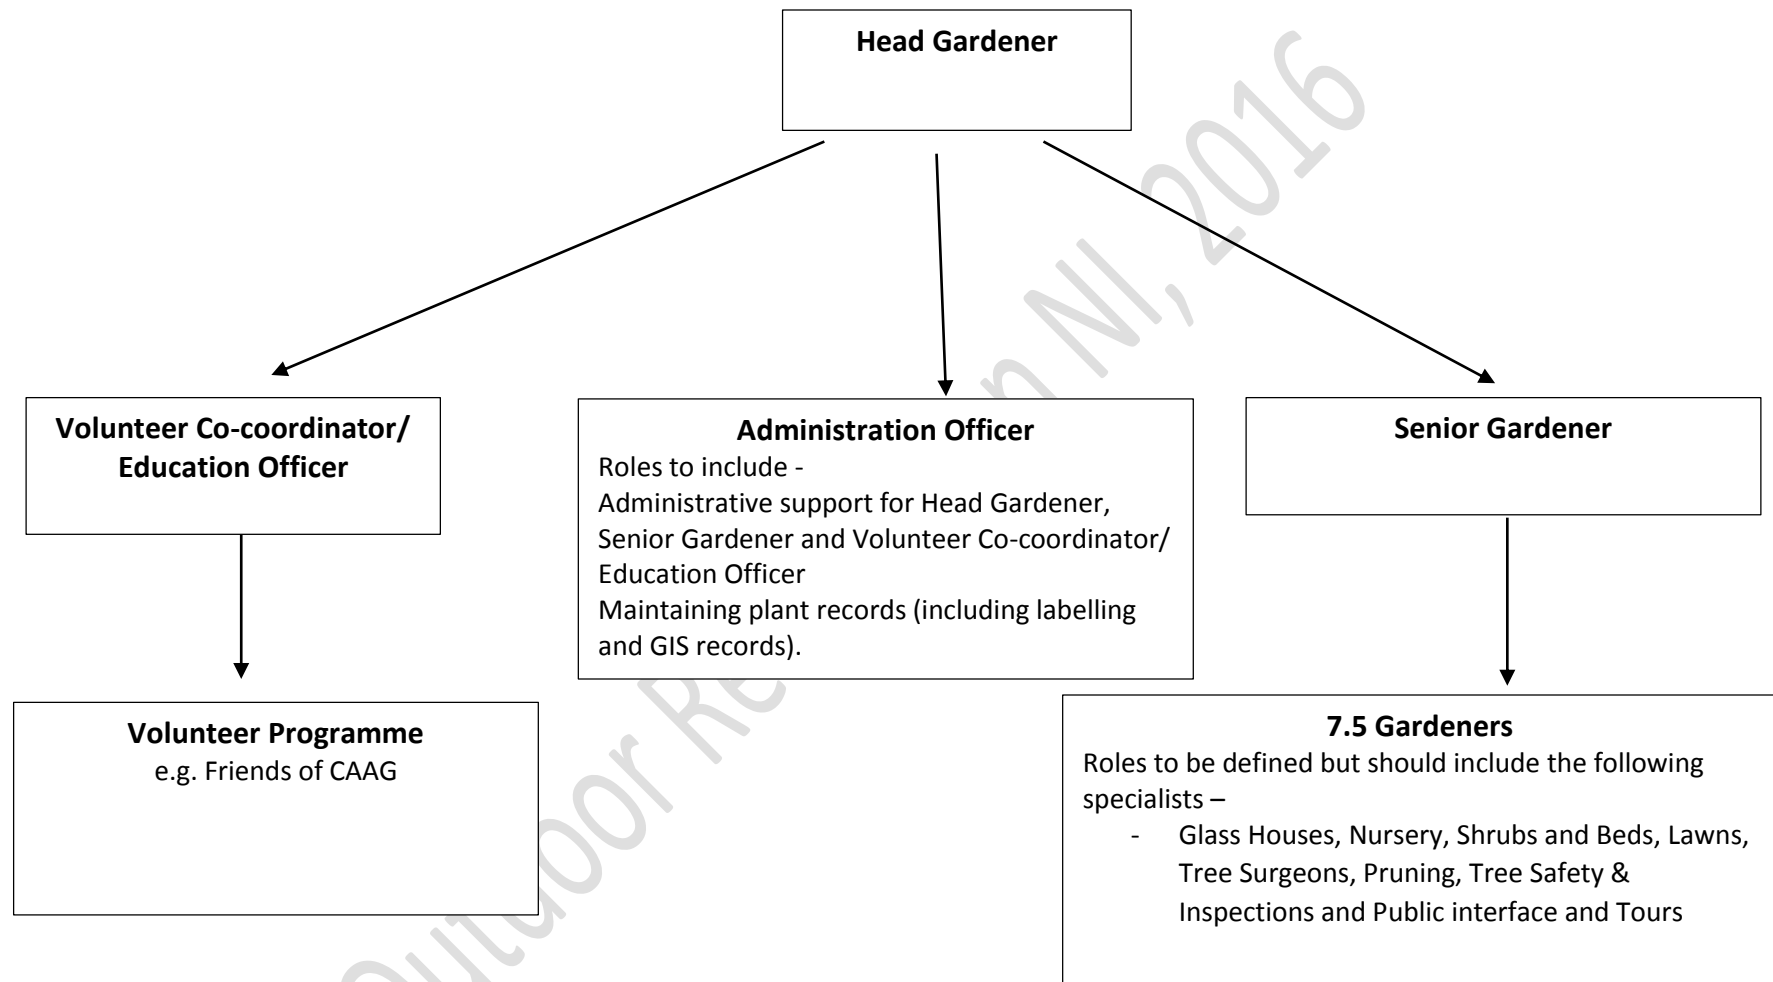 Head Gardener
Volunteer Co-coordinator/
Education Officer
Administration Officer
Roles to include -
Administrative support for Head Gardener,
Senior Gardener and Volunteer Co-coordinator/
Education Officer
Maintaining plant records (including labelling
and GIS records).
Senior Gardener
Volunteer Programme
e.g. Friends of CAAG
7.5 Gardeners
Roles to be defined but should include the following
specialists –
- Glass Houses, Nursery, Shrubs and Beds, Lawns,
Tree Surgeons, Pruning, Tree Safety &
Inspections and Public interface and Tours
Outdoor NI, 2016